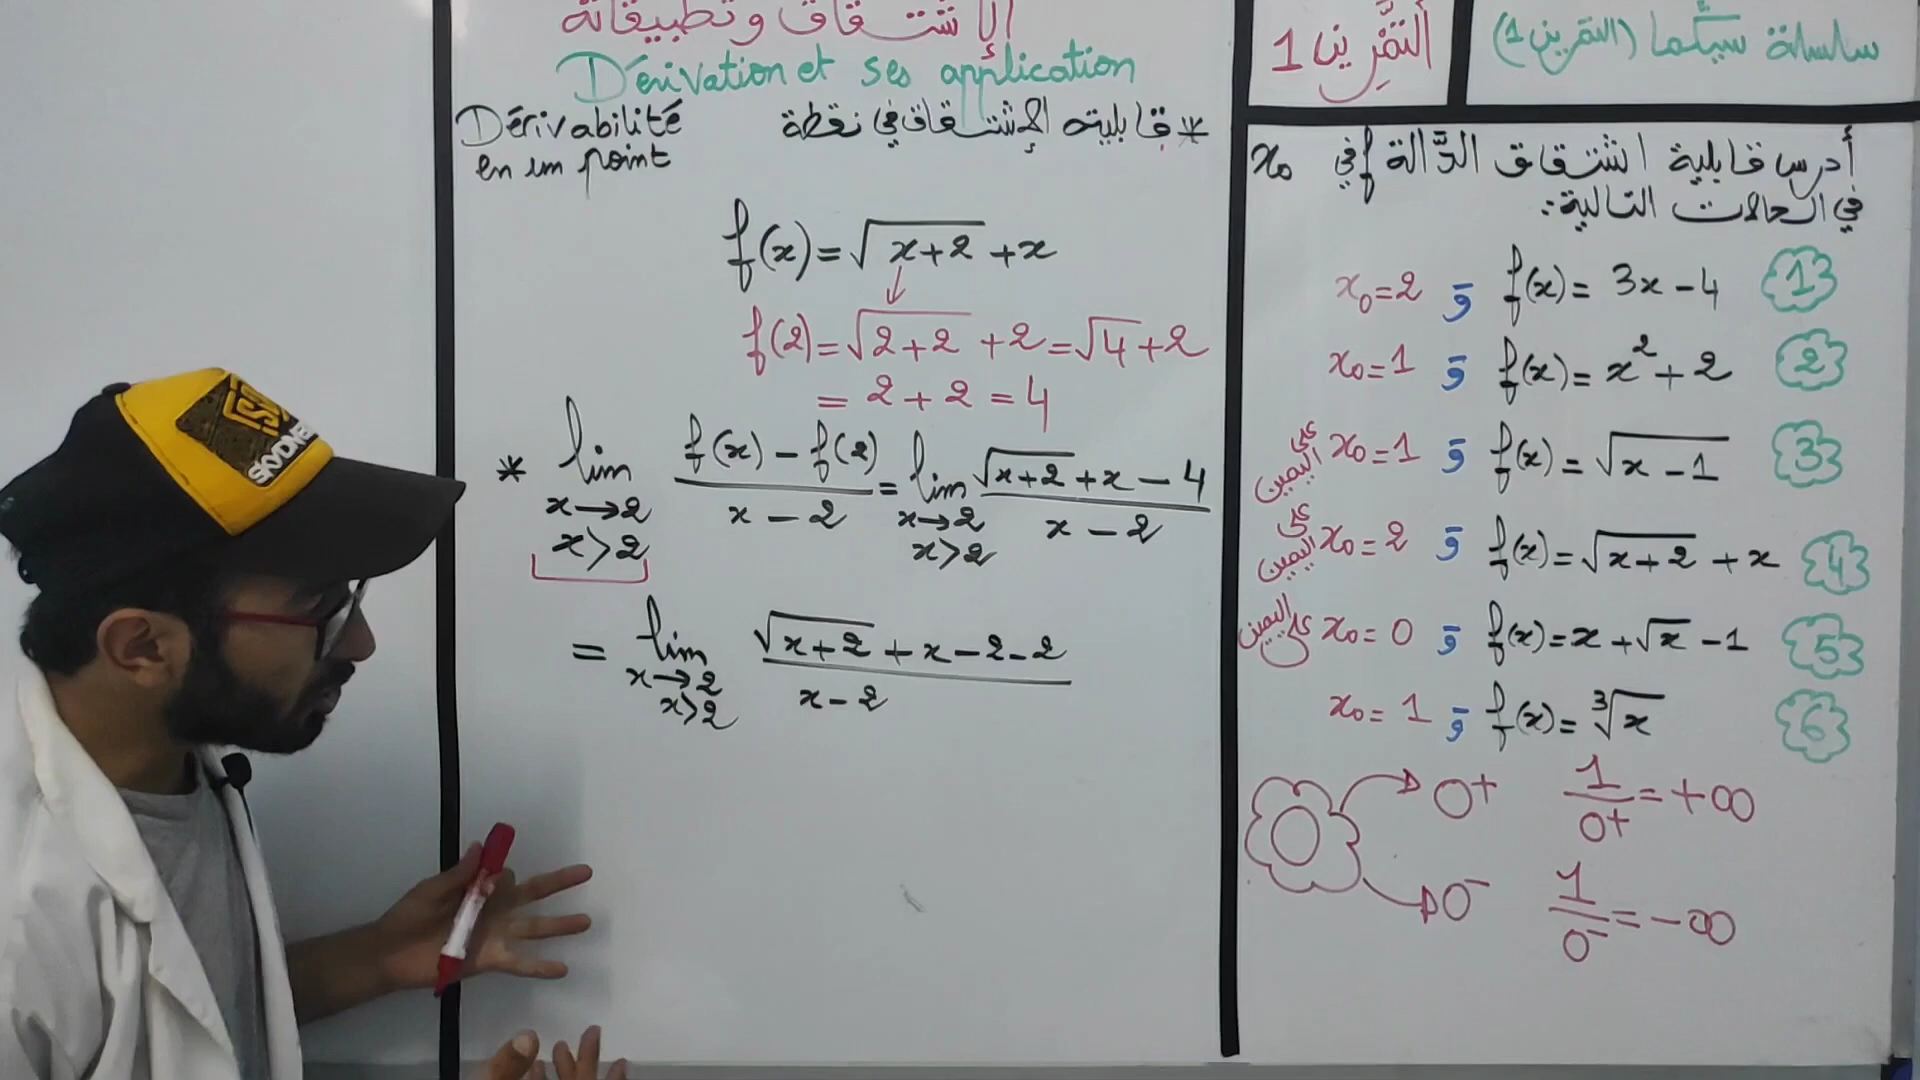 الإشتقاق وتطبيقاته
Dérivation et ses application
Dérivabilité
en un point
* قابلية الإشتقاق في نقطة
f(x) = √(x+2) + x
f(2) = √(2+2) + 2 = √4 + 2
= 2 + 2 = 4
* lim x→2 x>2 (f(x) - f(2))/(x - 2) = lim x→2 x>2 (√(x+2) + x - 4)/(x - 2)
= lim x→2 x>2 (√(x+2) + x - 2 - 2)/(x - 2)
التمرين 1
سلسلة سيڭما (التمرين 1)
أدرس قابلية اشتقاق الدَّالة f في x₀
في الحالات التالية:
1 f(x) = 3x - 4 و x₀ = 2
2 f(x) = x² + 2 و x₀ = 1
3 f(x) = √(x - 1) و x₀ = 1 على اليمين
4 f(x) = √(x+2) + x و x₀ = 2 على اليمين
5 f(x) = x + √x - 1 و x₀ = 0 على اليمين
6 f(x) = ∛x و x₀ = 1
0 0⁺ 1/0⁺ = +∞
0⁻ 1/0⁻ = -∞
SKYDNE